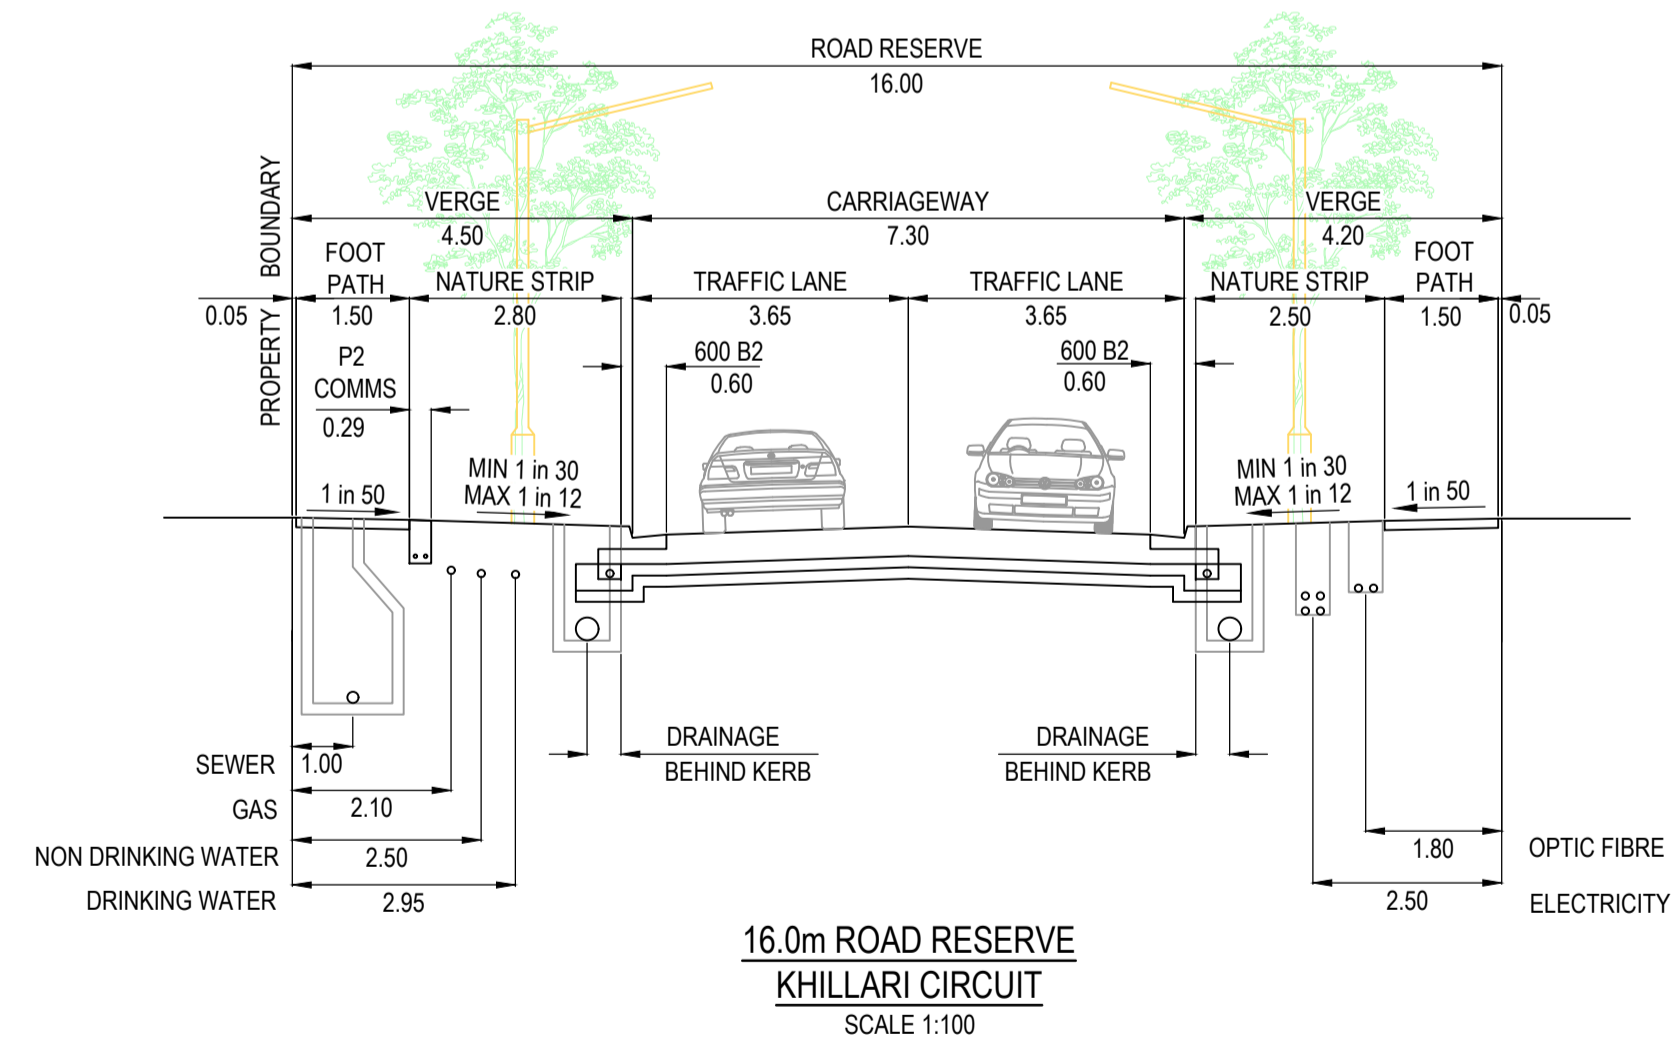 ROAD RESERVE
16.00
PROPERTY BOUNDARY
VERGE
4.50
CARRIAGEWAY
7.30
VERGE
4.20
FOOT
PATH
1.50
NATURE STRIP
2.80
TRAFFIC LANE
3.65
TRAFFIC LANE
3.65
NATURE STRIP
2.50
FOOT
PATH
1.50
0.05
0.05
P2
COMMS
0.29
600 B2
0.60
600 B2
0.60
1 in 50
MIN 1 in 30
MAX 1 in 12
MIN 1 in 30
MAX 1 in 12
1 in 50
DRAINAGE
BEHIND KERB
DRAINAGE
BEHIND KERB
SEWER
1.00
GAS
2.10
NON DRINKING WATER
2.50
DRINKING WATER
2.95
1.80
OPTIC FIBRE
2.50
ELECTRICITY
16.0m ROAD RESERVE
KHILLARI CIRCUIT
SCALE 1:100